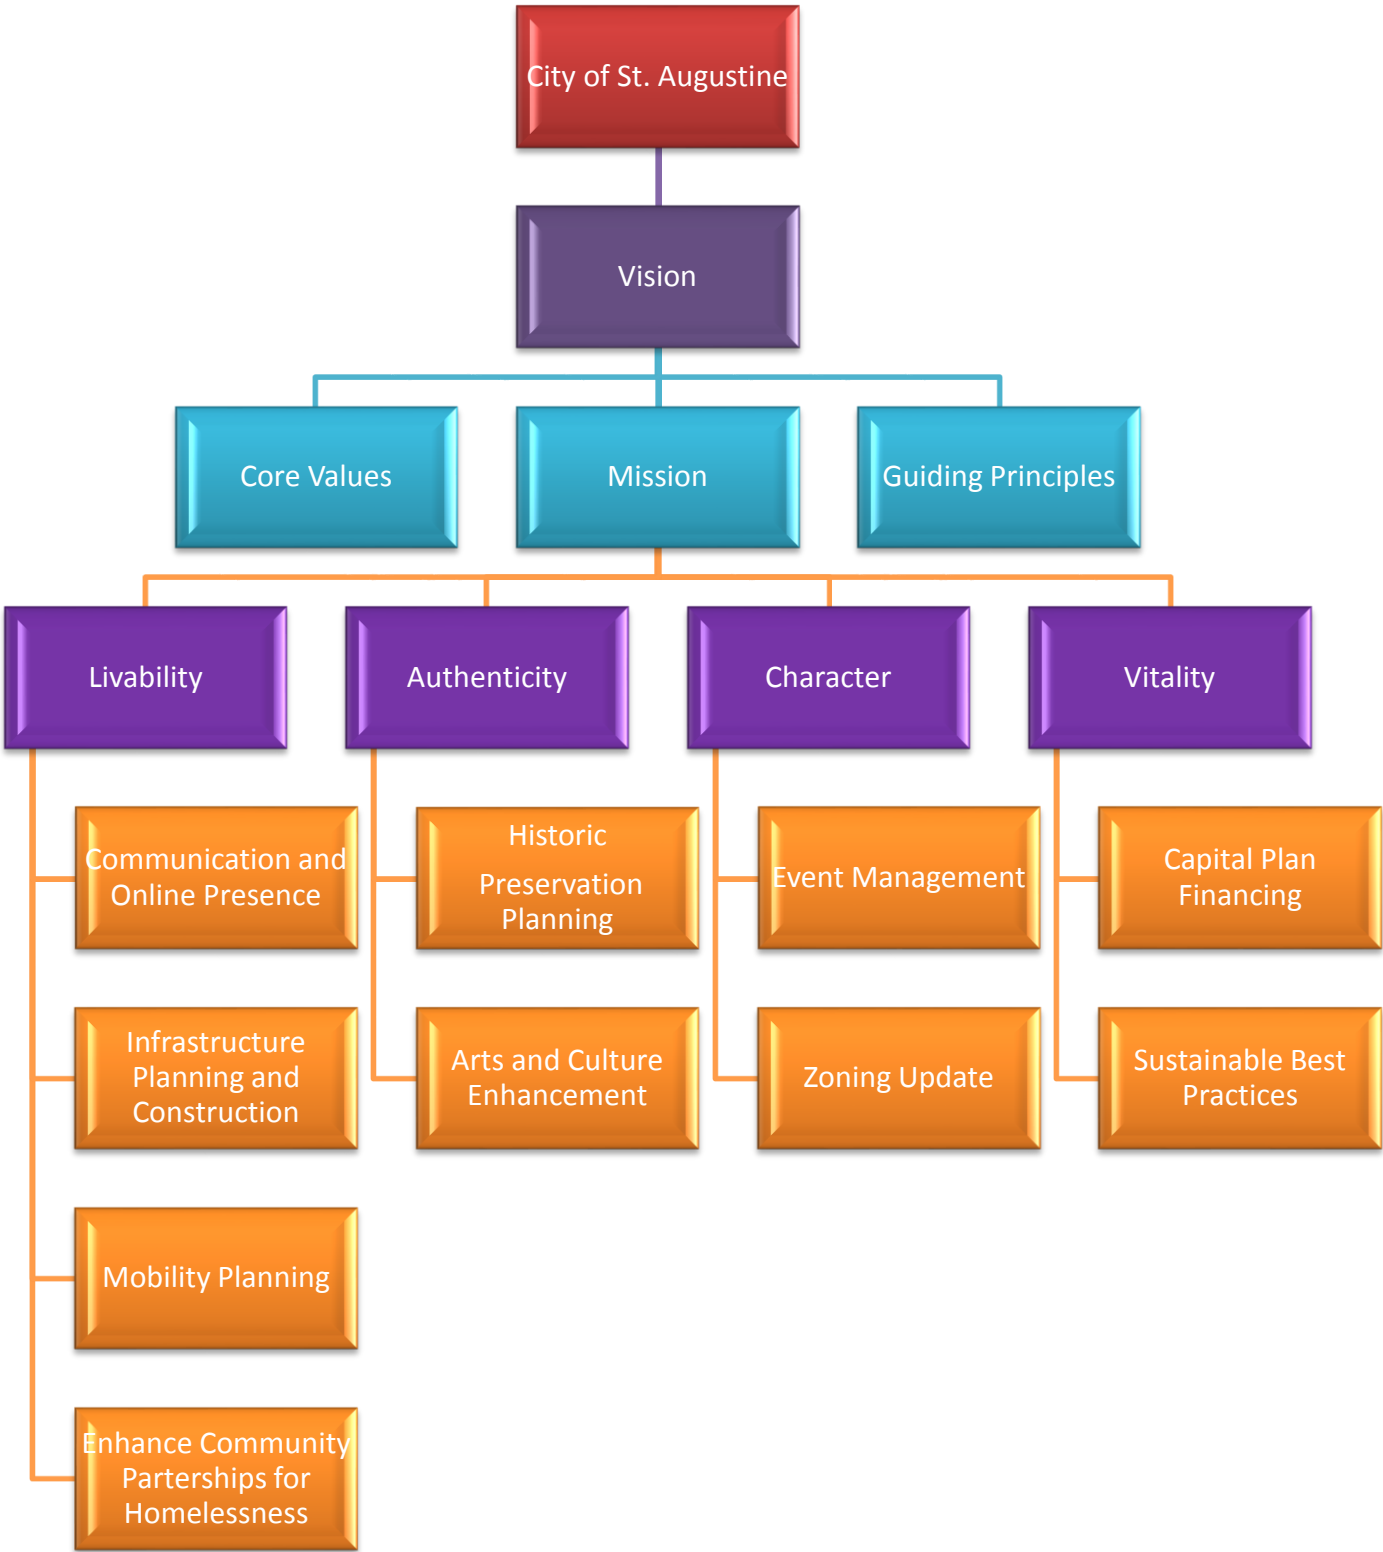 City of St. Augustine
Vision
Core Values
Mission
Guiding Principles
Livability
Authenticity
Character
Vitality
Communication and
Online Presence
Historic
Preservation
Planning
Event Management
Capital Plan
Financing
Infrastructure
Planning and
Construction
Arts and Culture
Enhancement
Zoning Update
Sustainable Best
Practices
Mobility Planning
Enhance Community
Parterships for
Homelessness